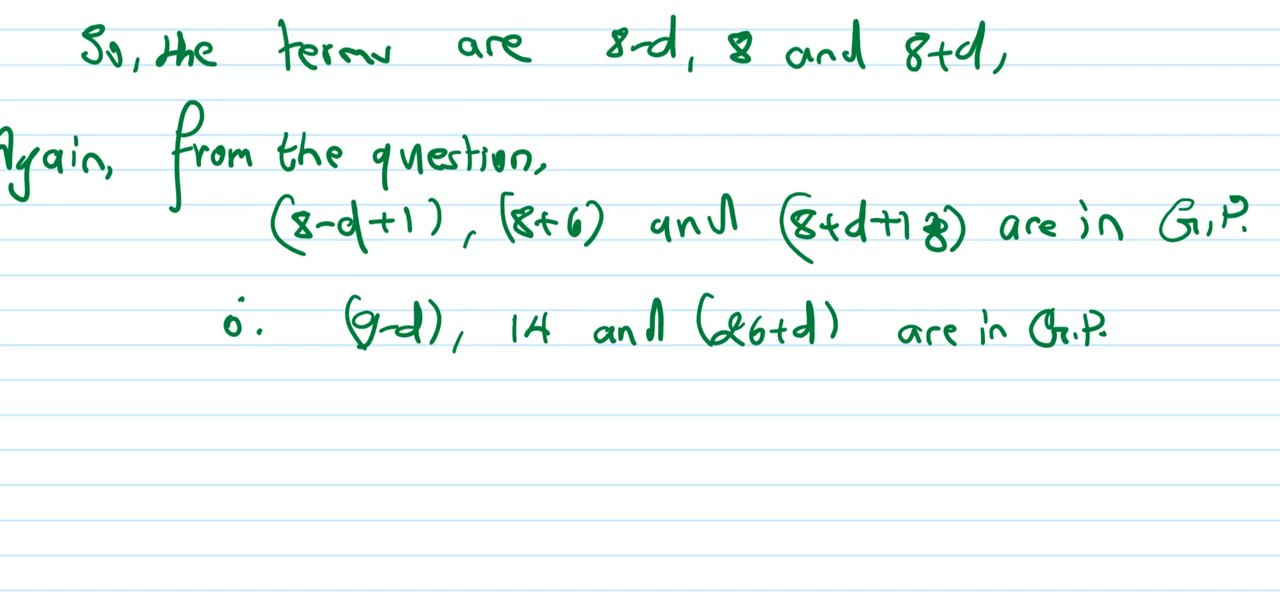 So, the terms are 8-d, 8 and 8+d,
Again, from the question,
(8-d+1), (8+6) and (8+d+18) are in G.P.
∴ (9-d), 14 and (26+d) are in G.P.